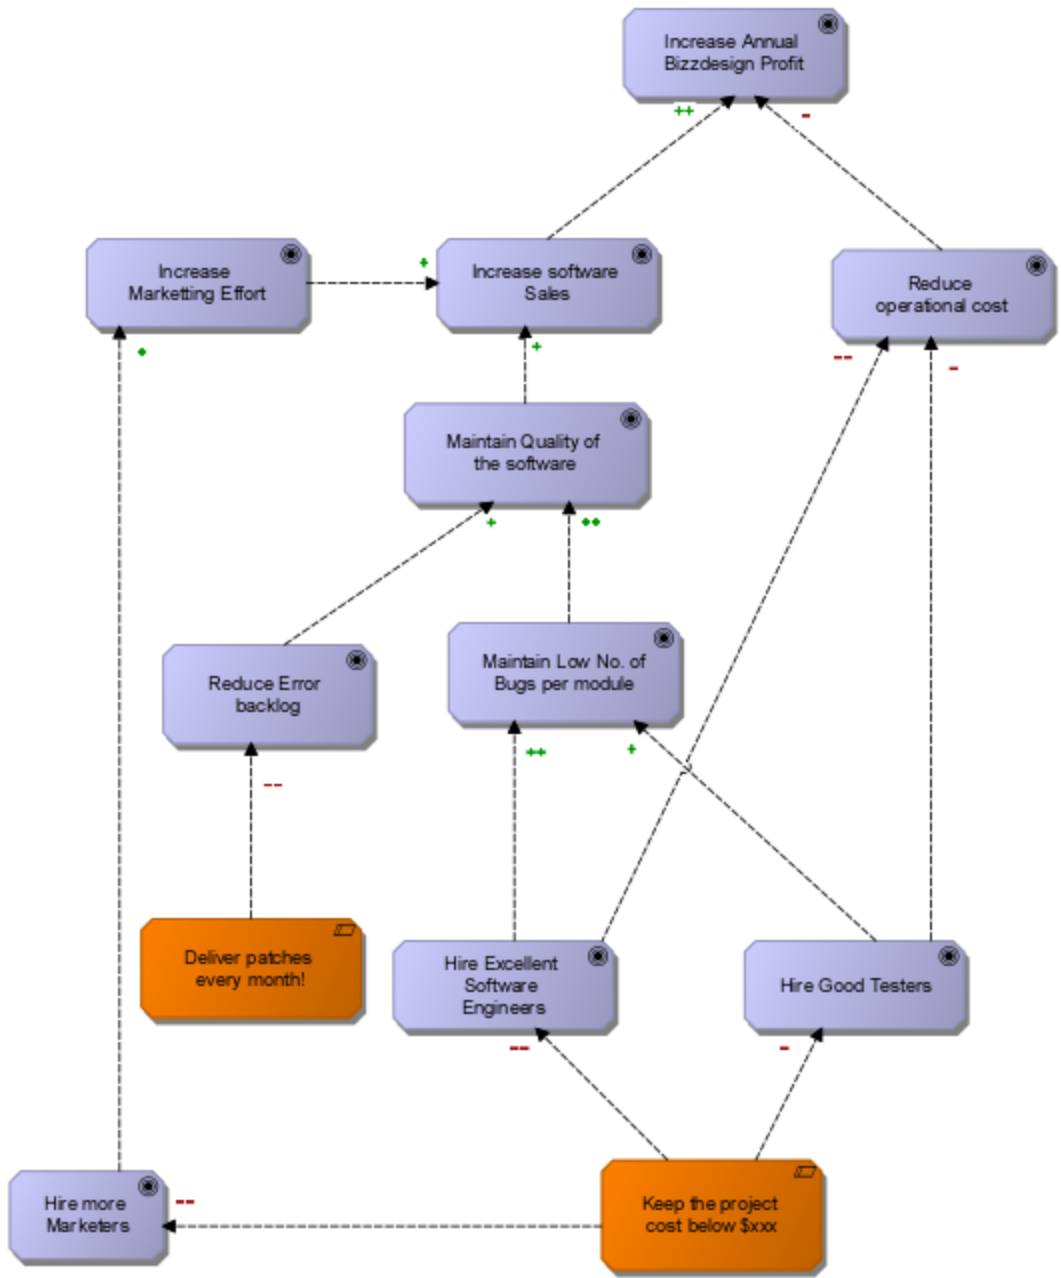 Increase Annual
Bizzdesign Profit
++
-
Increase
Marketting Effort
+
Increase software
Sales
Reduce
operational cost
+
+
--
-
Maintain Quality of
the software
+
++
Reduce Error
backlog
Maintain Low No. of
Bugs per module
--
++
+
Deliver patches
every month!
Hire Excellent
Software
Engineers
Hire Good Testers
--
-
Hire more
Marketers
--
Keep the project
cost below $xxx